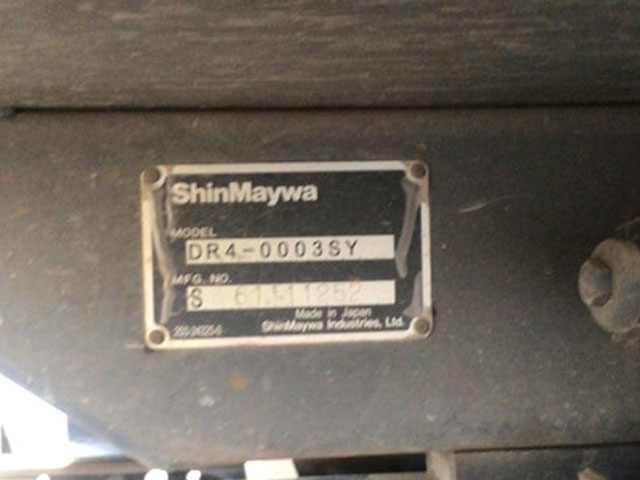 ShinMaywa
MODEL
DR4-0003SY
MFG. NO.
S
Made in Japan
ShinMaywa Industries, Ltd.